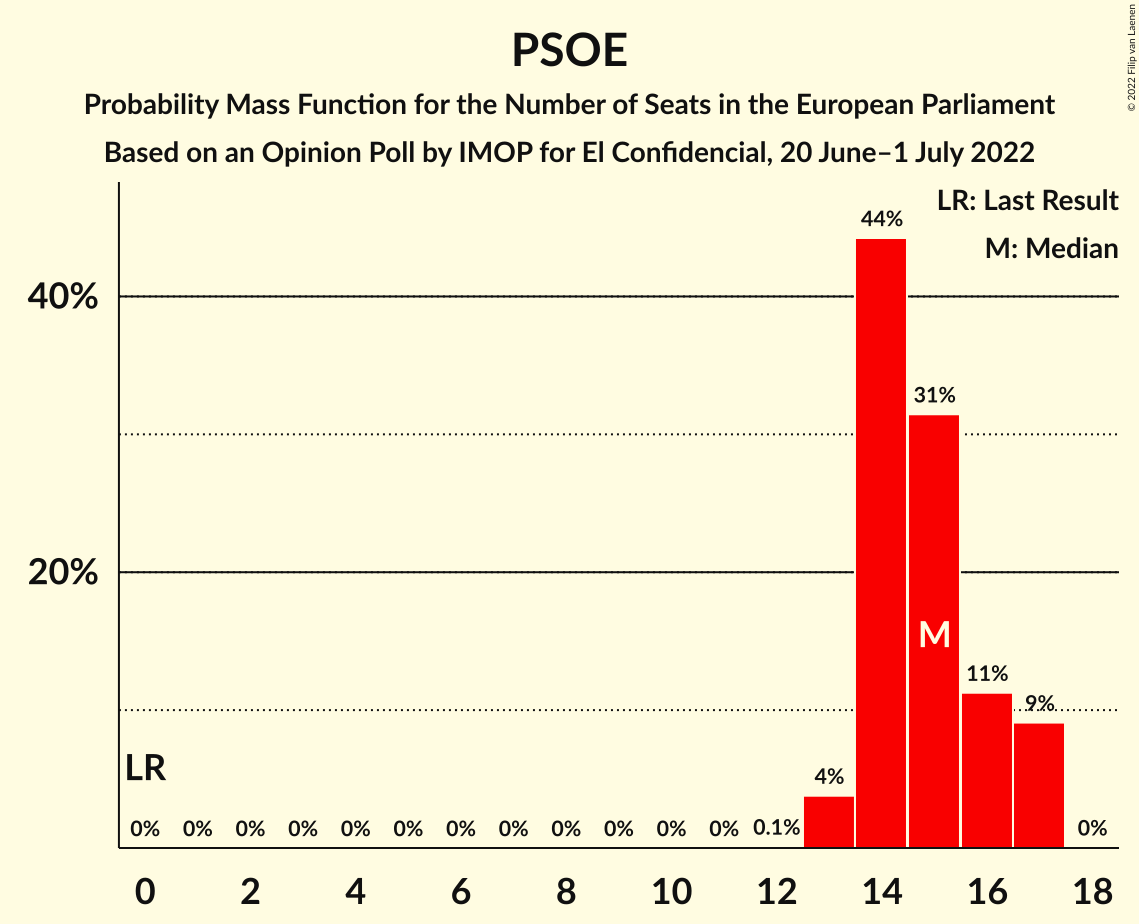 PSOE
Probability Mass Function for the Number of Seats in the European Parliament
Based on an Opinion Poll by IMOP for El Confidencial, 20 June–1 July 2022
© 2022 Filip van Laenen
LR: Last Result
M: Median
40%
20%
44%
31%
M
11%
9%
4%
LR
0% 0% 0% 0% 0% 0% 0% 0% 0% 0% 0% 0% 0.1% 0%
0 2 4 6 8 10 12 14 16 18